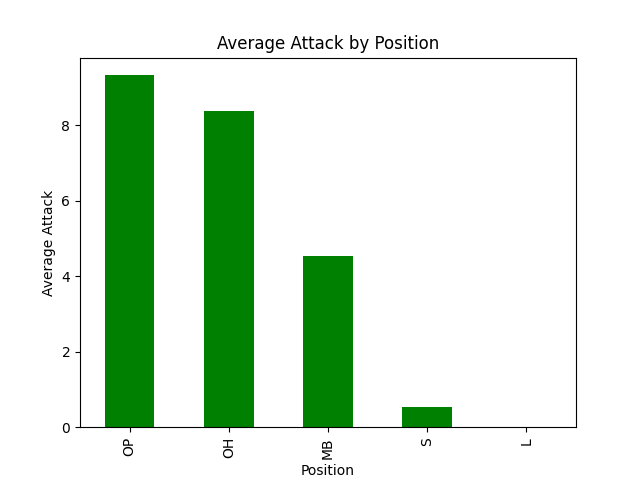 Average Attack by Position
Average Attack
8
6
4
2
0
OP
OH
MB
S
L
Position